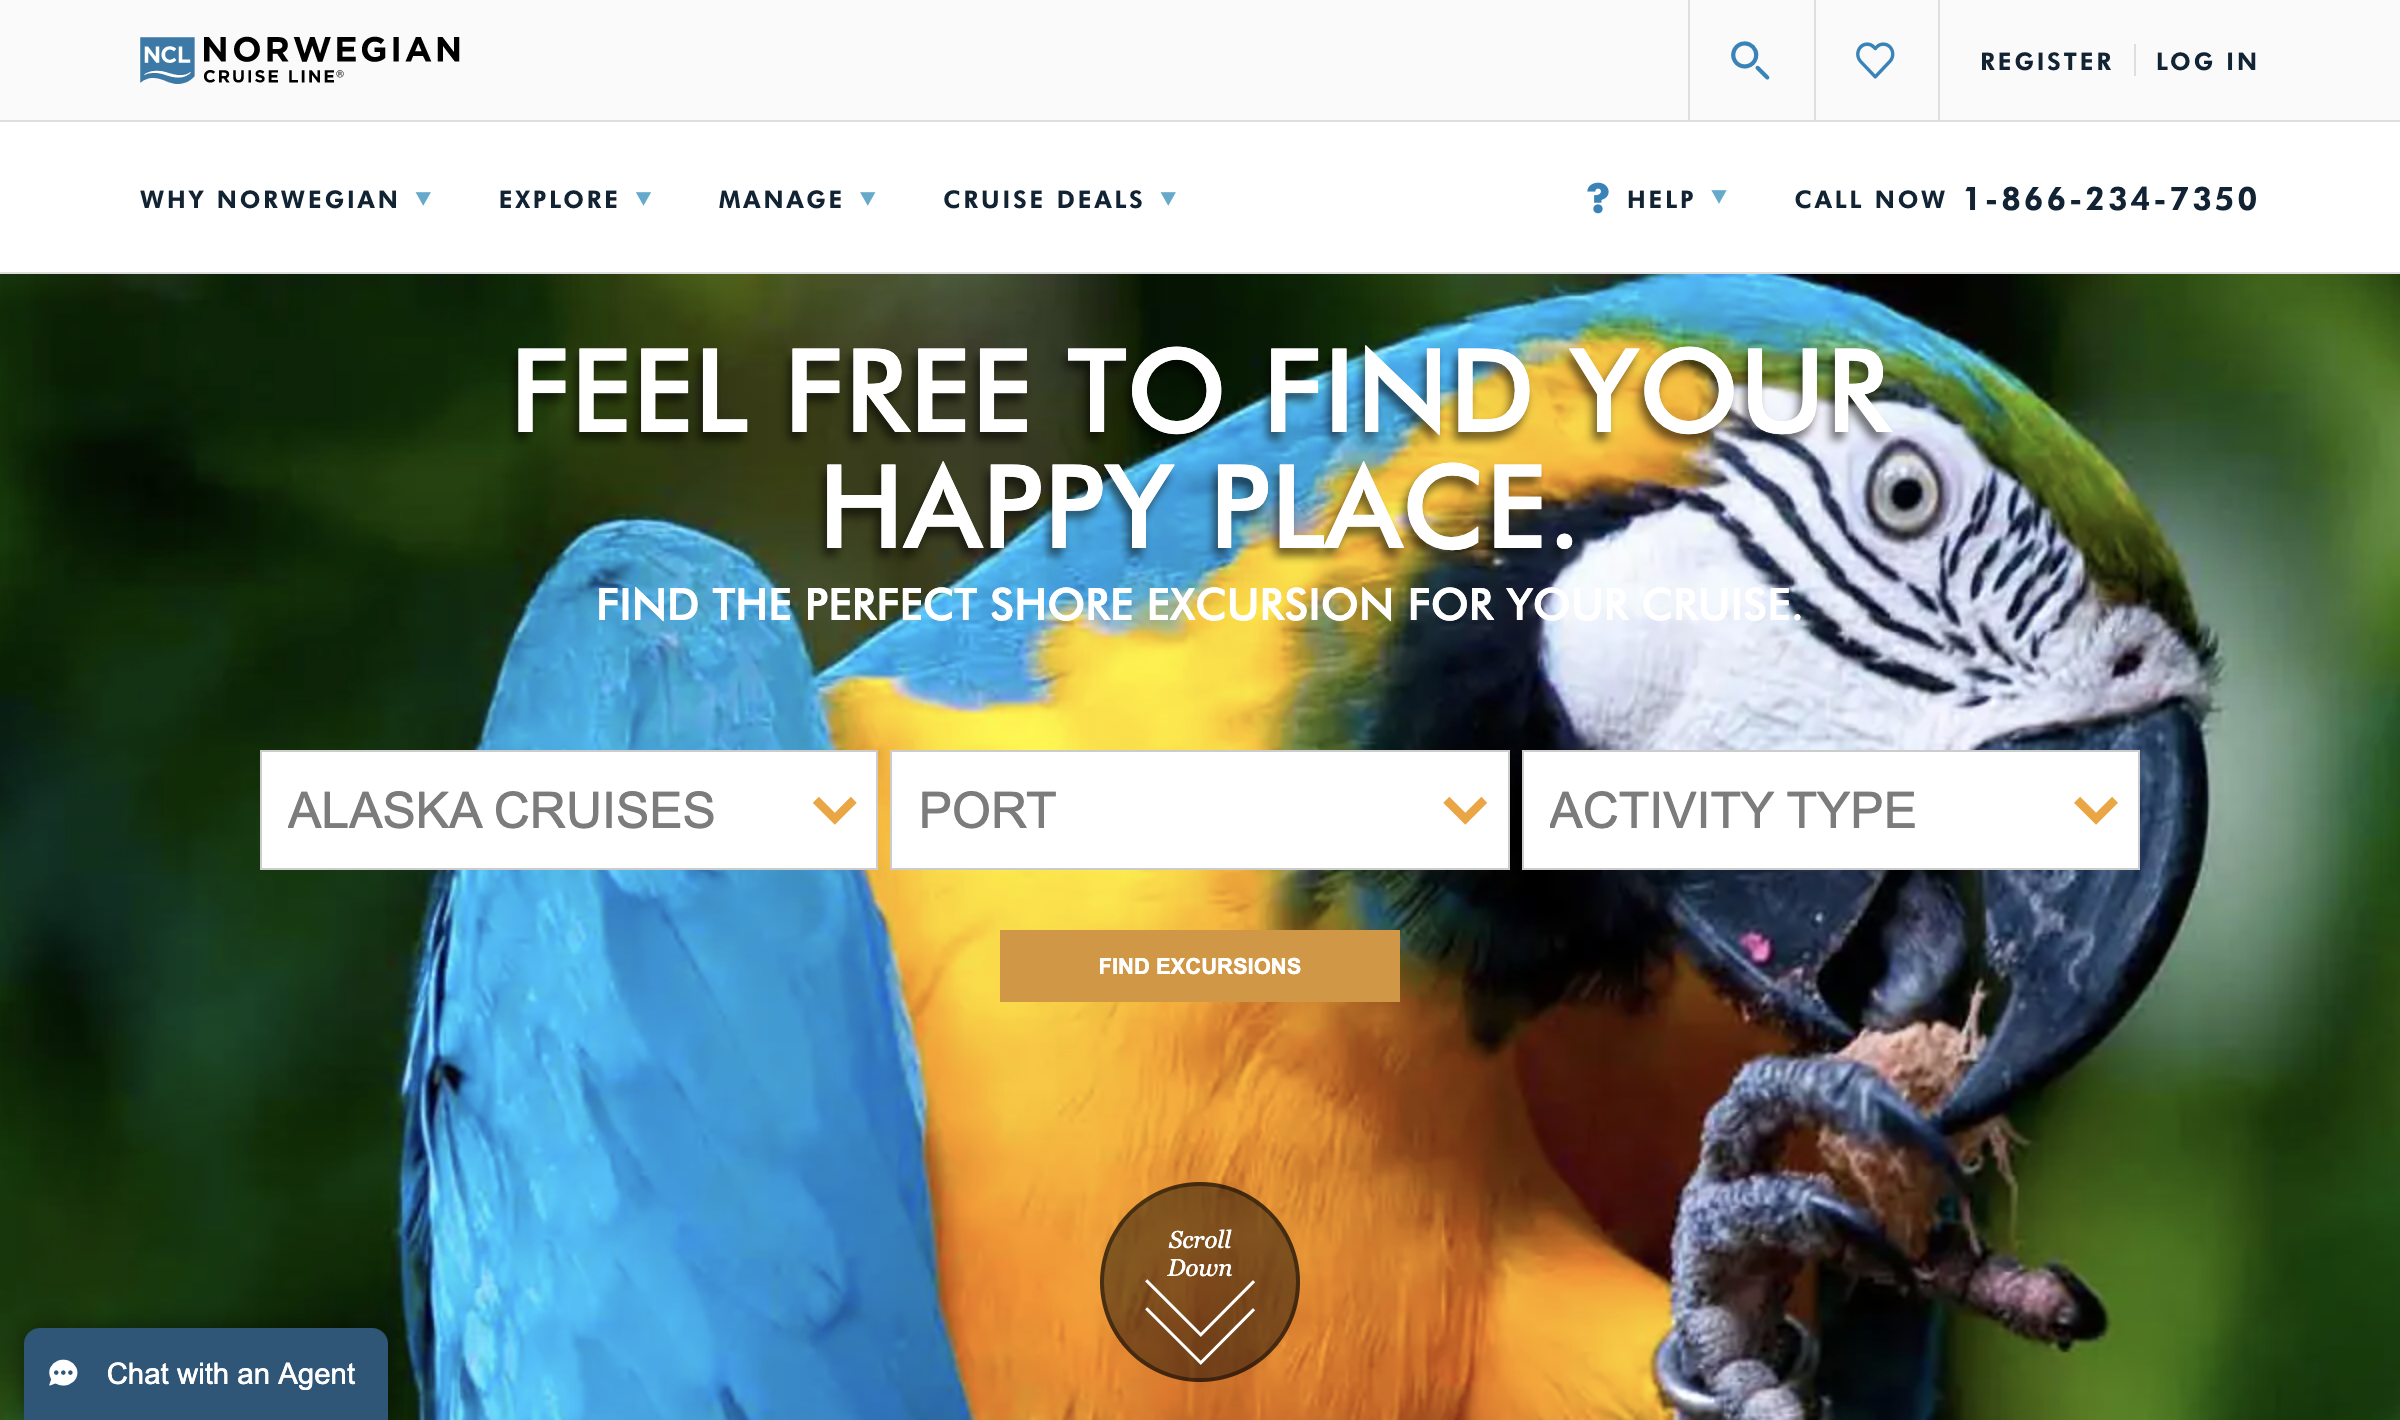 NCL NORWEGIAN
CRUISE LINE®
REGISTER
LOG IN
WHY NORWEGIAN
EXPLORE
MANAGE
CRUISE DEALS
? HELP
CALL NOW 1-866-234-7350
FEEL FREE TO FIND YOUR
HAPPY PLACE.
FIND THE PERFECT SHORE EXCURSION FOR YOUR CRUISE.
ALASKA CRUISES
PORT
ACTIVITY TYPE
FIND EXCURSIONS
Scroll
Down
Chat with an Agent